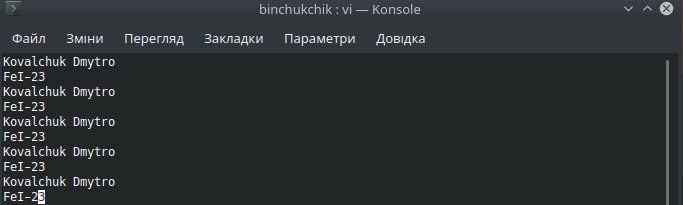 binchukchik : vi — Konsole
Файл Зміни Перегляд Закладки Параметри Довідка
Kovalchuk Dmytro
FeI-23
Kovalchuk Dmytro
FeI-23
Kovalchuk Dmytro
FeI-23
Kovalchuk Dmytro
FeI-23
Kovalchuk Dmytro
FeI-23